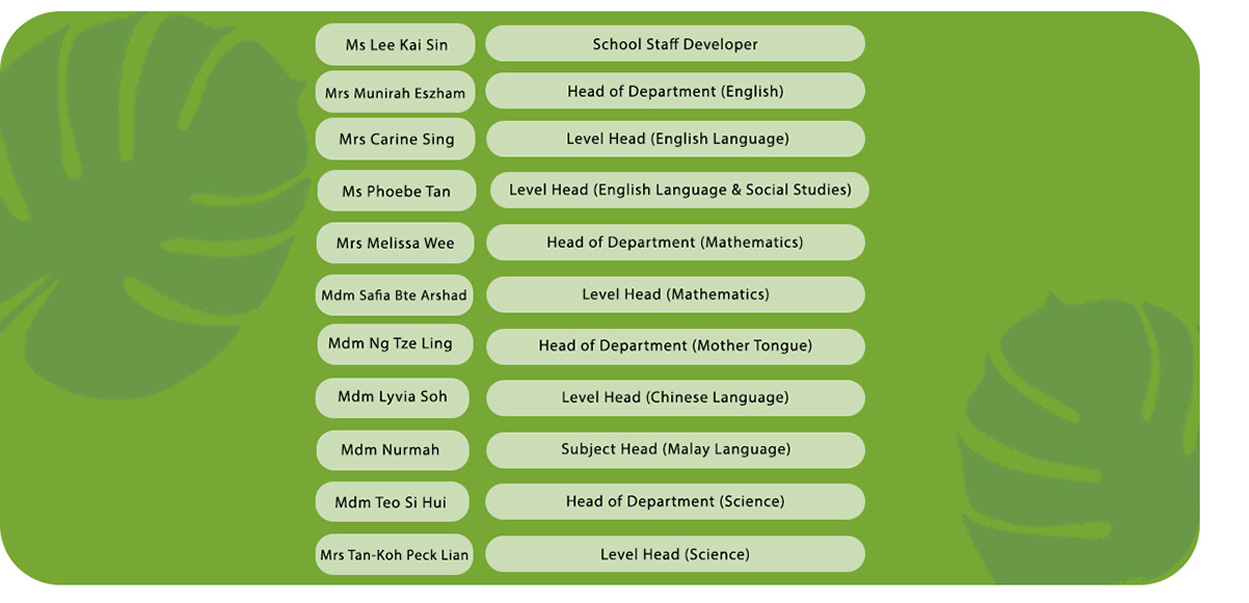 Ms Lee Kai Sin School Staff Developer
Mrs Munirah Eszham Head of Department (English)
Mrs Carine Sing Level Head (English Language)
Ms Phoebe Tan Level Head (English Language & Social Studies)
Mrs Melissa Wee Head of Department (Mathematics)
Mdm Safia Bte Arshad Level Head (Mathematics)
Mdm Ng Tze Ling Head of Department (Mother Tongue)
Mdm Lyvia Soh Level Head (Chinese Language)
Mdm Nurmah Subject Head (Malay Language)
Mdm Teo Si Hui Head of Department (Science)
Mrs Tan-Koh Peck Lian Level Head (Science)